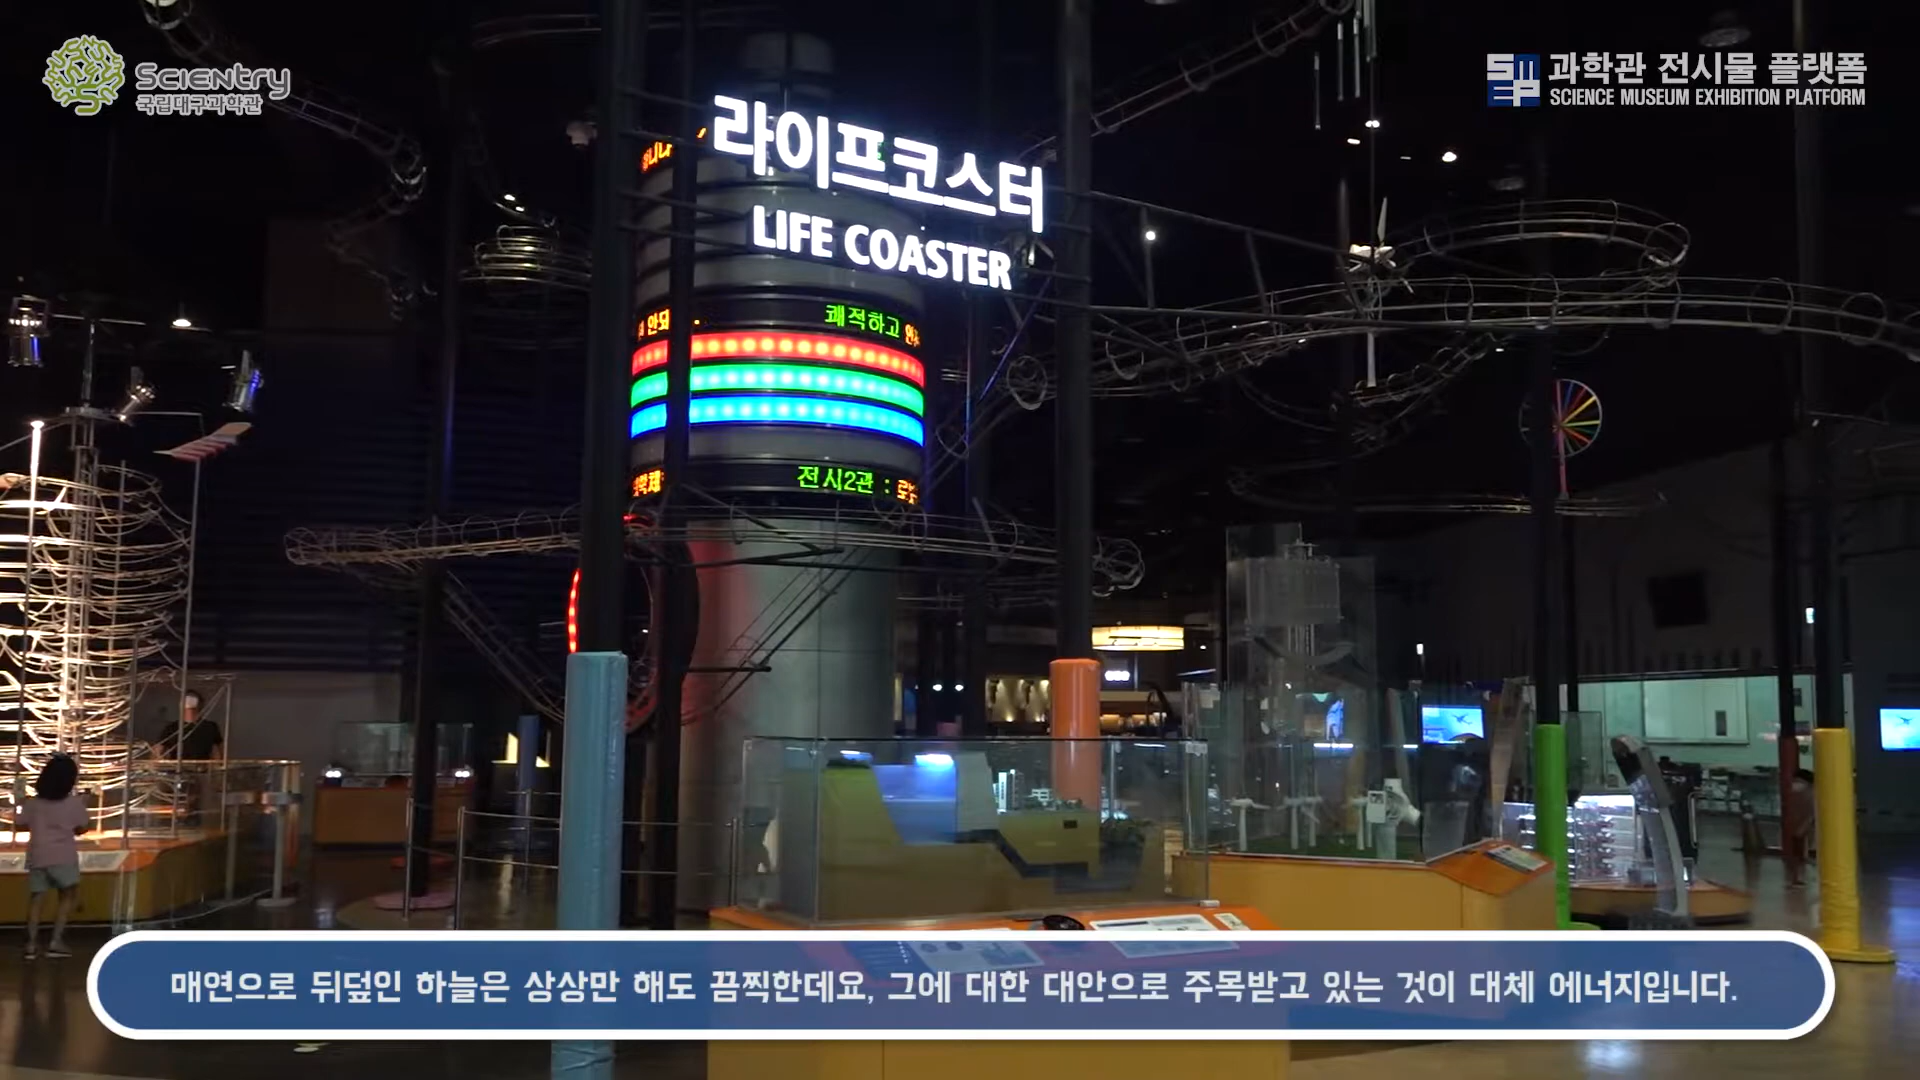 Scientry
국립대구과학관
과학관 전시물 플랫폼
SCIENCE MUSEUM EXHIBITION PLATFORM
라이프코스터
LIFE COASTER
쾌적하고
전시2관 :
매연으로 뒤덮인 하늘은 상상만 해도 끔찍한데요, 그에 대한 대안으로 주목받고 있는 것이 대체 에너지입니다.